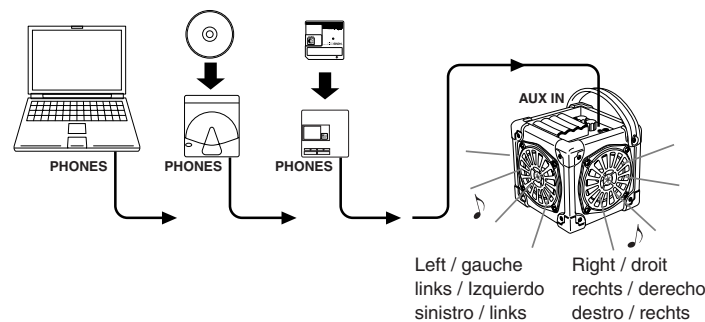 AUX IN
PHONES
PHONES
PHONES
Left / gauche
links / Izquierdo
sinistro / links
Right / droit
rechts / derecho
destro / rechts